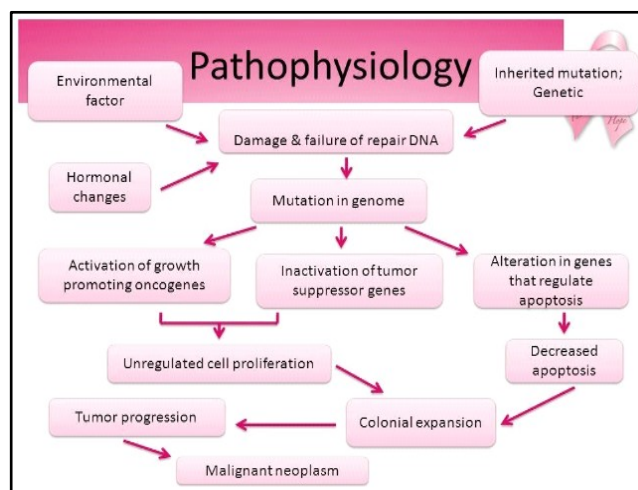 Pathophysiology
Environmental
factor
Inherited mutation;
Genetic
Hope
Damage & failure of repair DNA
Hormonal
changes
Mutation in genome
Activation of growth
promoting oncogenes
Inactivation of tumor
suppressor genes
Alteration in genes
that regulate
apoptosis
Unregulated cell proliferation
Decreased
apoptosis
Tumor progression
Colonial expansion
Malignant neoplasm